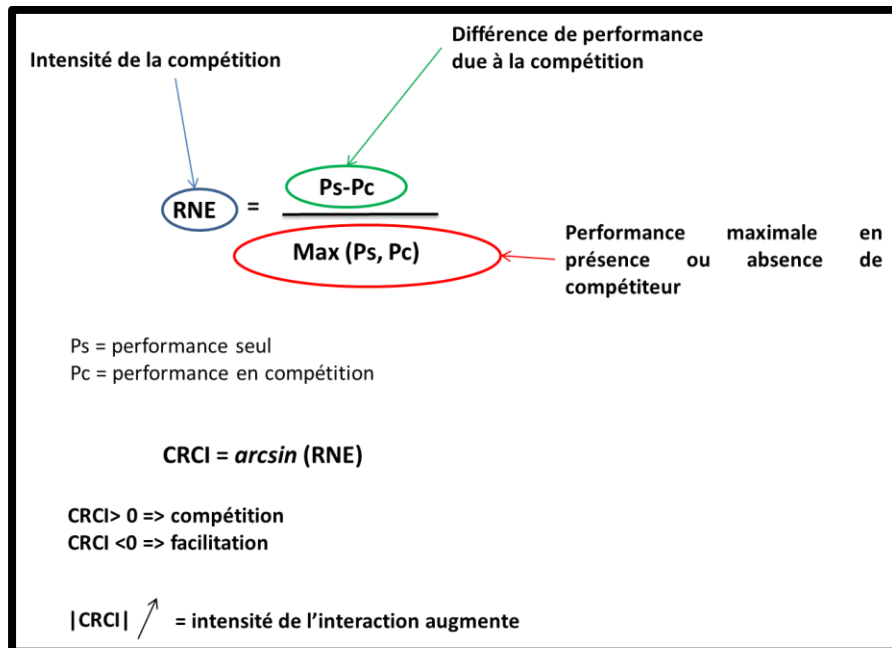 Différence de performance
due à la compétition
Intensité de la compétition
RNE = Ps-Pc
Max (Ps, Pc)
Performance maximale en
présence ou absence de
compétiteur
Ps = performance seul
Pc = performance en compétition
CRCI = arcsin (RNE)
CRCI> 0 => compétition
CRCI <0 => facilitation
|CRCI| = intensité de l'interaction augmente